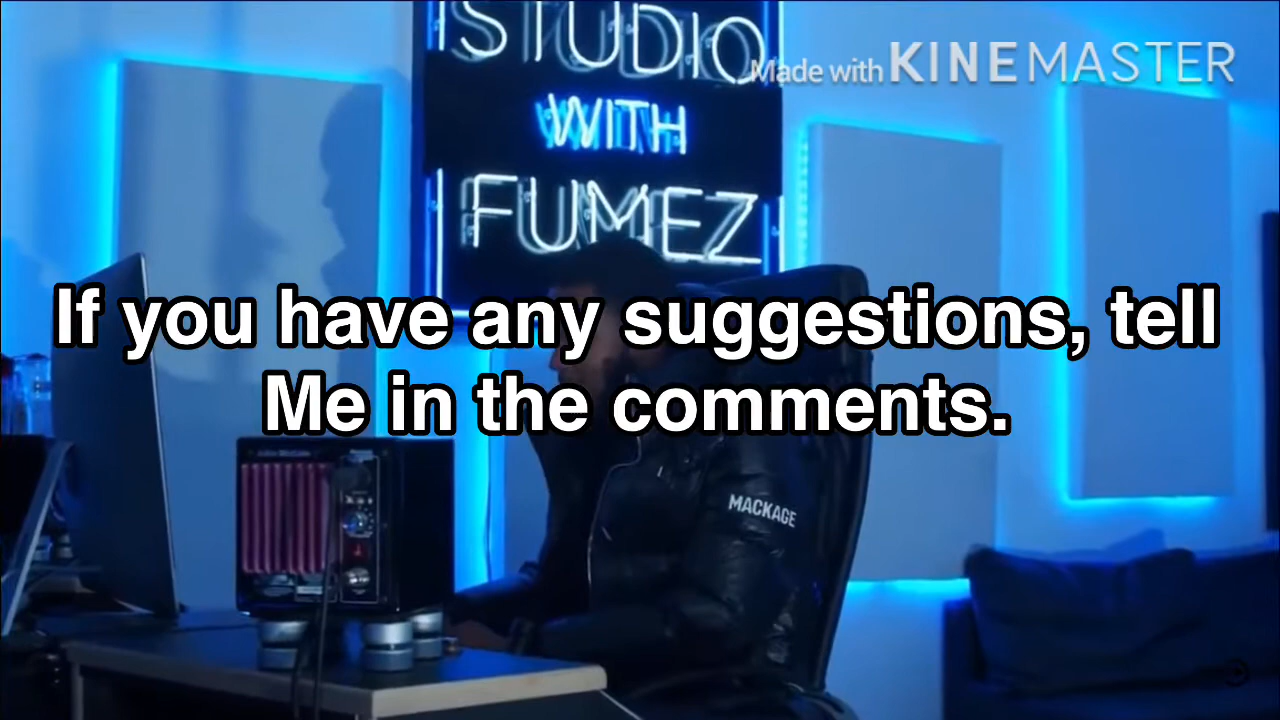 STUDIO
Made with KINEMASTER
WITH
FUMEZ
If you have any suggestions, tell
Me in the comments.
MACKAGE